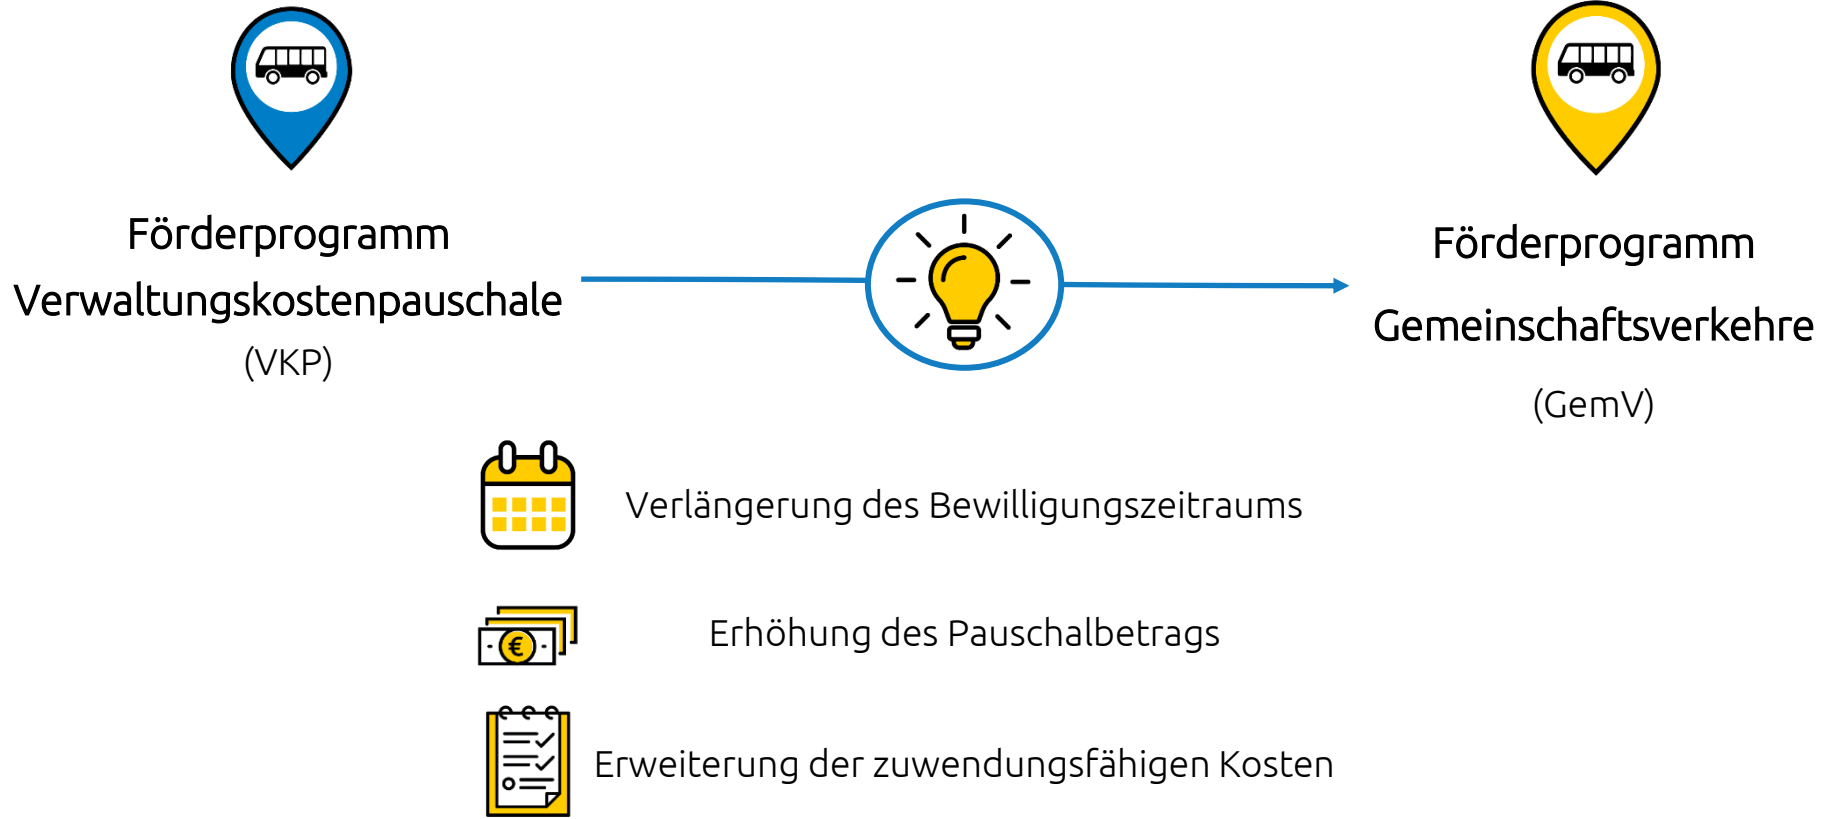 Förderprogramm
Verwaltungskostenpauschale
(VKP)
Förderprogramm
Gemeinschaftsverkehre
(GemV)
Verlängerung des Bewilligungszeitraums
€
Erhöhung des Pauschalbetrags
Erweiterung der zuwendungsfähigen Kosten